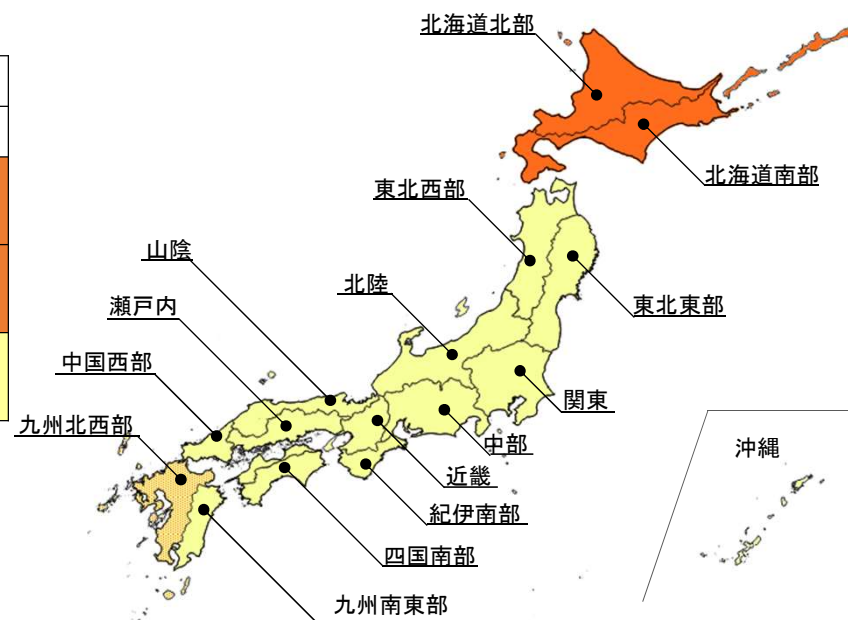 北海道北部
北海道南部
東北西部
山陰
北陸
瀬戸内
東北東部
中国西部
関東
九州北西部
中部
沖縄
近畿
紀伊南部
四国南部
九州南東部